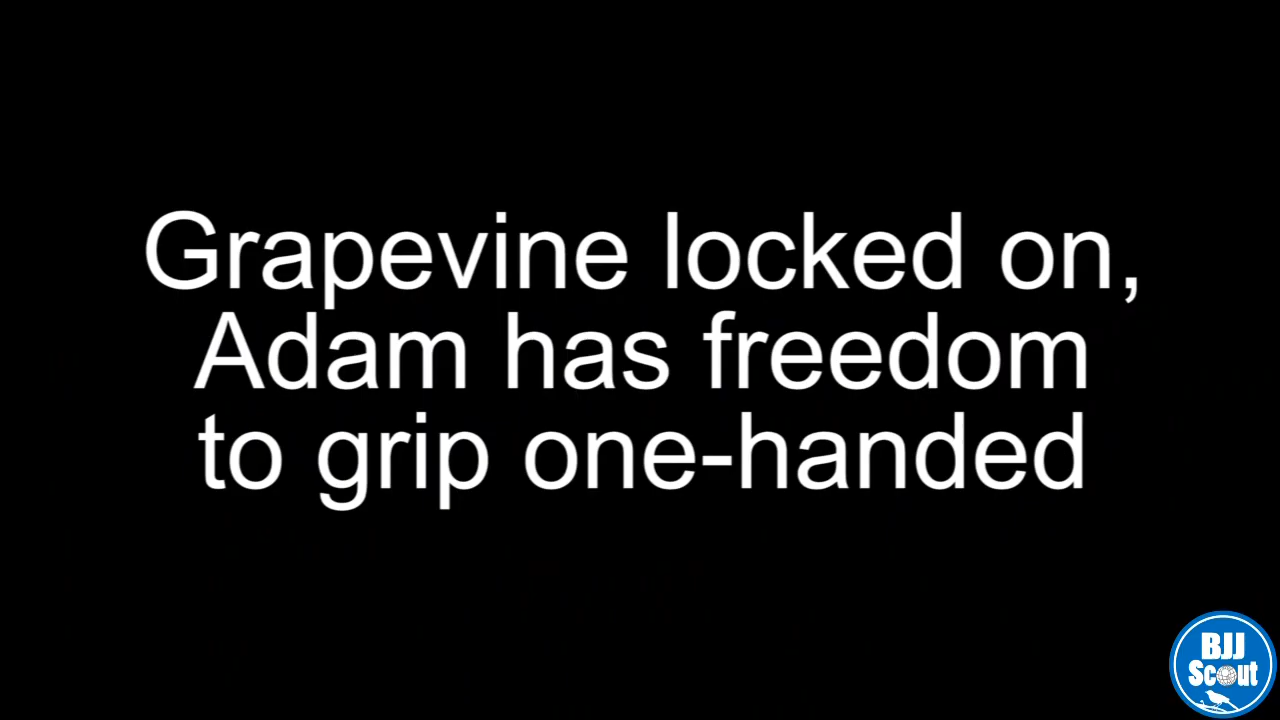 Grapevine locked on,
Adam has freedom
to grip one-handed
BJJ
Scout